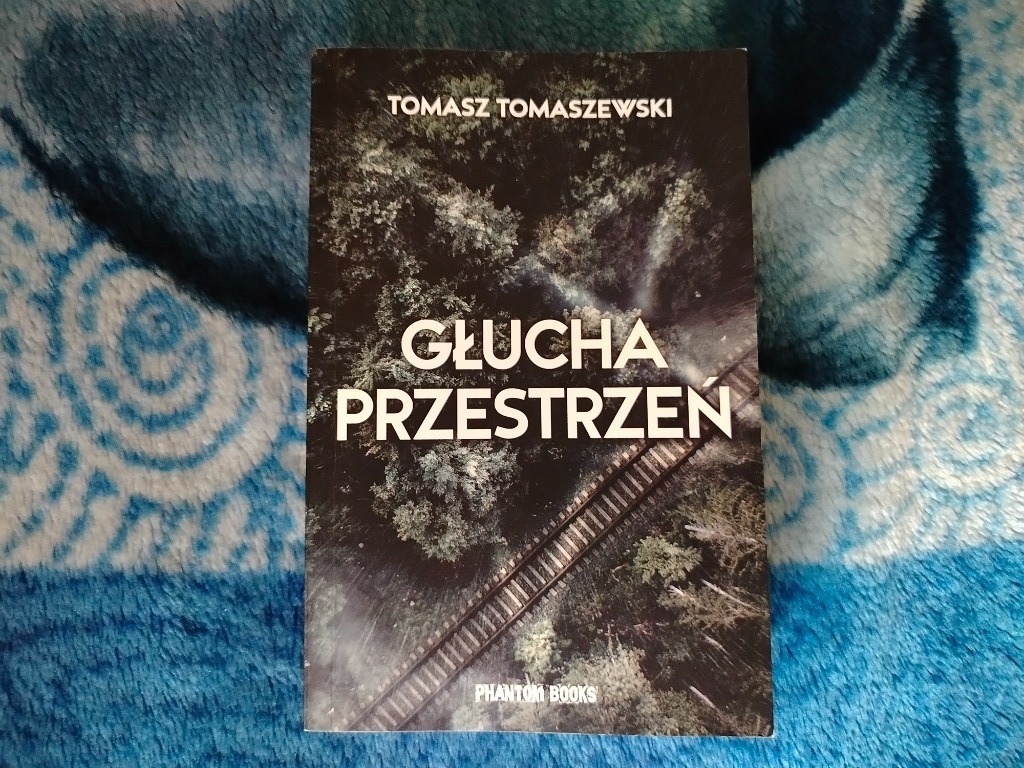 TOMASZ TOMASZEWSKI
GŁUCHA
PRZESTRZEŃ
PHANTOM BOOKS